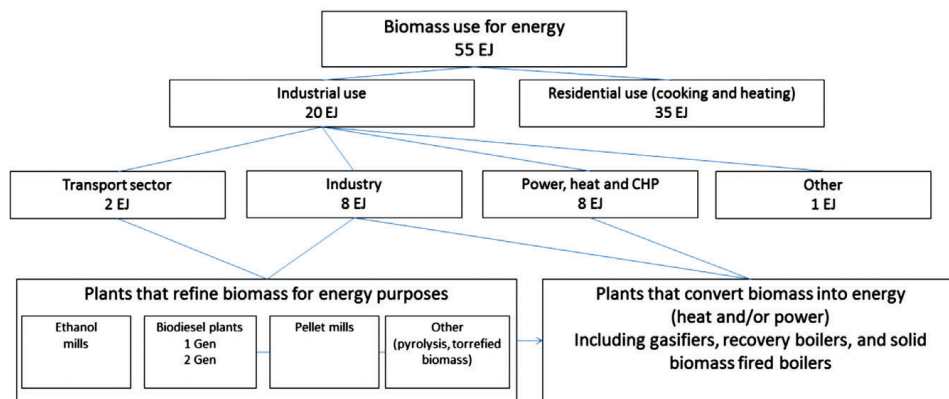 Biomass use for energy
55 EJ
Industrial use
20 EJ
Residential use (cooking and heating)
35 EJ
Transport sector
2 EJ
Industry
8 EJ
Power, heat and CHP
8 EJ
Other
1 EJ
Plants that refine biomass for energy purposes
Ethanol
mills
Biodiesel plants
1 Gen
2 Gen
Pellet mills
Other
(pyrolysis, torrefied
biomass)
Plants that convert biomass into energy
(heat and/or power)
Including gasifiers, recovery boilers, and solid
biomass fired boilers